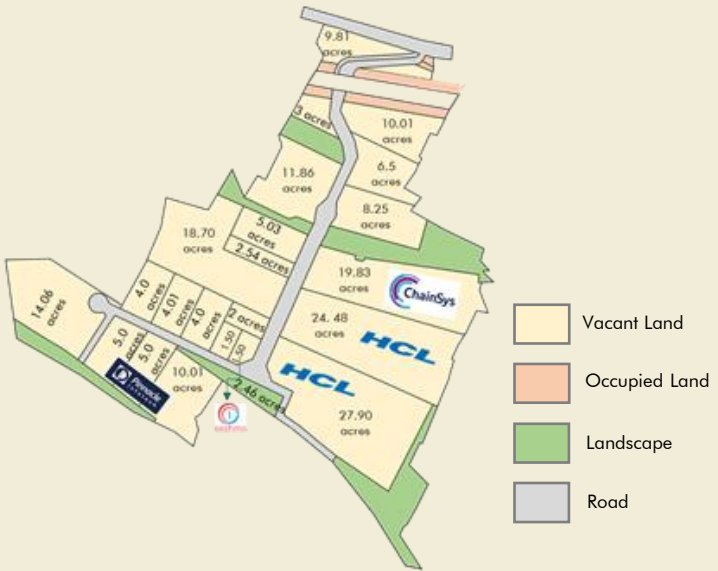 9.81
acres
3 acres
10.01
acres
11.86
acres
6.5
acres
8.25
acres
18.70
acres
5.03
acres
2.54 acres
19.83
acres
ChainSys
24. 48
acres
HCL
14.06
acres
4.0
acres
4.01
acres
4.0
acres
2 acres
1.50
1.50
5.0
acres
5.0
acres
Pinnacle
10.01
acres
HCL
2.46 acres
27.90
acres
Vacant Land
Occupied Land
Landscape
Road